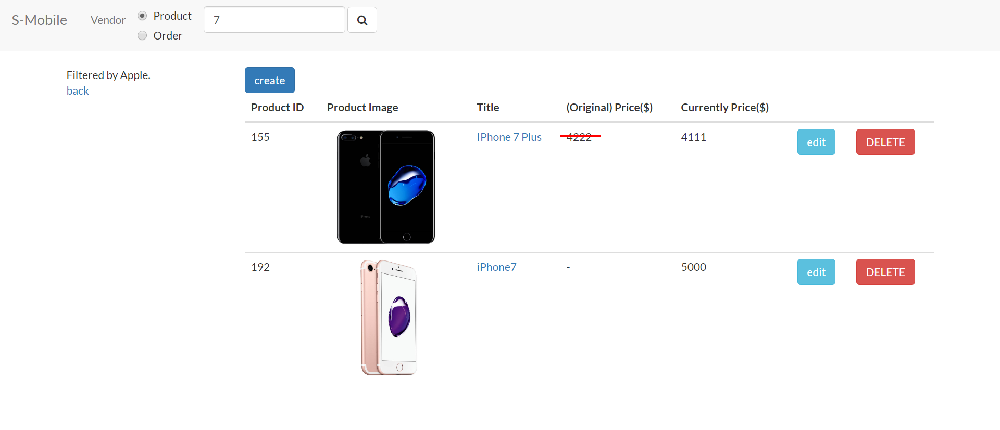 S-Mobile
Vendor
Product
Order
7
Filtered by Apple.
back
create
Product ID Product Image Title (Original) Price($) Currently Price($)
155 IPhone 7 Plus 4222 4111 edit DELETE
iPhone
192 iPhone7 - 5000 edit DELETE